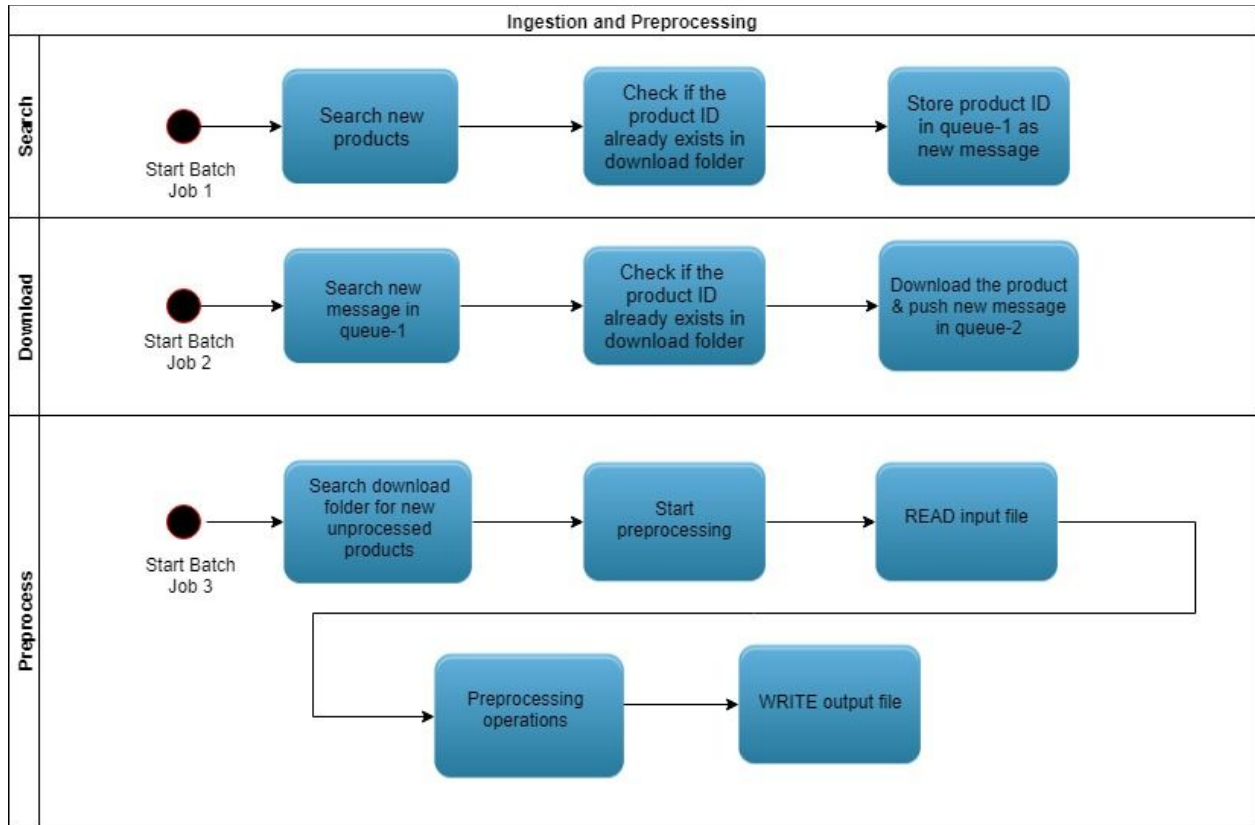 Ingestion and Preprocessing
Search
Start Batch
Job 1
Search new
products
Check if the
product ID
already exists in
download folder
Store product ID
in queue-1 as
new message
Download
Start Batch
Job 2
Search new
message in
queue-1
Check if the
product ID
already exists in
download folder
Download the product
& push new message
in queue-2
Preprocess
Start Batch
Job 3
Search download
folder for new
unprocessed
products
Start
preprocessing
READ input file
Preprocessing
operations
WRITE output file